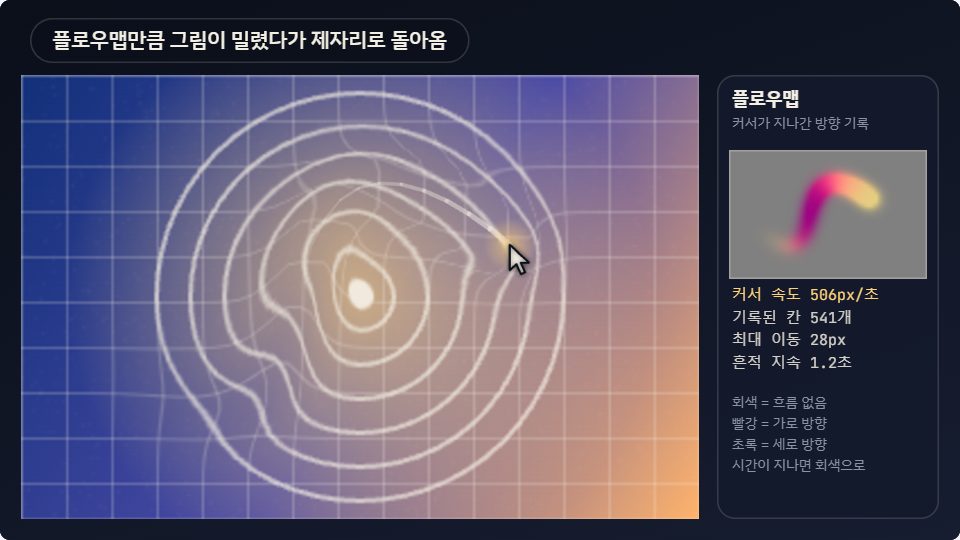 플로우맵만큼 그림이 밀렸다가 제자리로 돌아옴
플로우맵
커서가 지나간 방향 기록
커서 속도 506px/초
기록된 칸 541개
최대 이동 28px
흔적 지속 1.2초
회색 = 흐름 없음
빨강 = 가로 방향
초록 = 세로 방향
시간이 지나면 회색으로